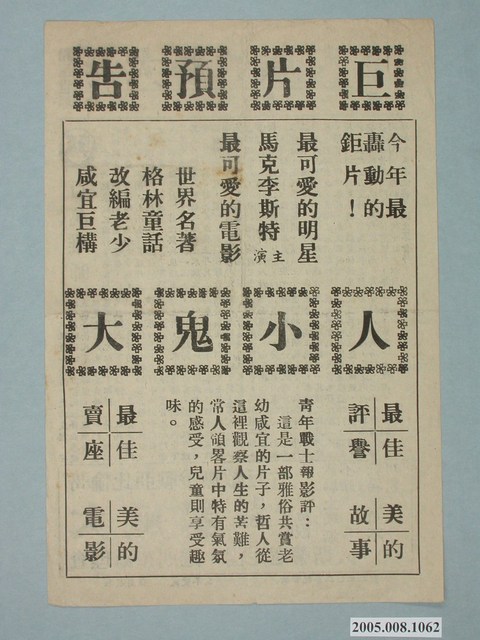 巨片預告
今年最
轟動的
鉅片！
最可愛的明星
馬克李斯特 主演
最可愛的電影
世界名著
格林童話
改編老少
咸宜巨構
人小鬼大
最佳 美的
評譽 故事
青年戰士報影評：
這是一部雅俗共賞老
幼咸宜的片子，哲人從
這裡觀察人生的苦難，
常人領畧片中特有氣氛
的感受，兒童則享受趣
味。
最佳 美的
賣座 電影
2005.008.1062